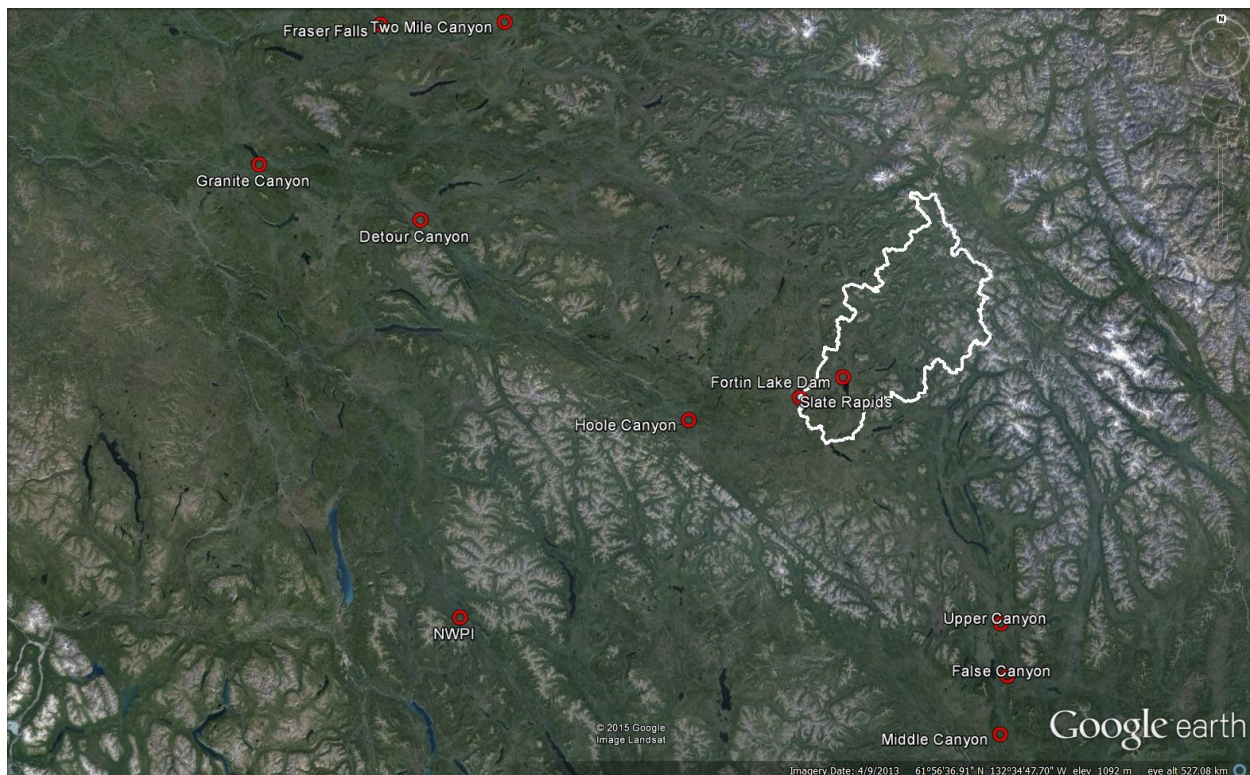 N
Fraser Falls
Two Mile Canyon
Granite Canyon
Detour Canyon
Fortin Lake Dam
Slate Rapids
Hoole Canyon
Upper Canyon
NWPI
False Canyon
© 2015 Google
Image Landsat
Middle Canyon
Google earth
Imagery Date: 4/9/2013 61°56'36.91" N 132°34'47.70" W elev 1092 m eye alt 527.08 km